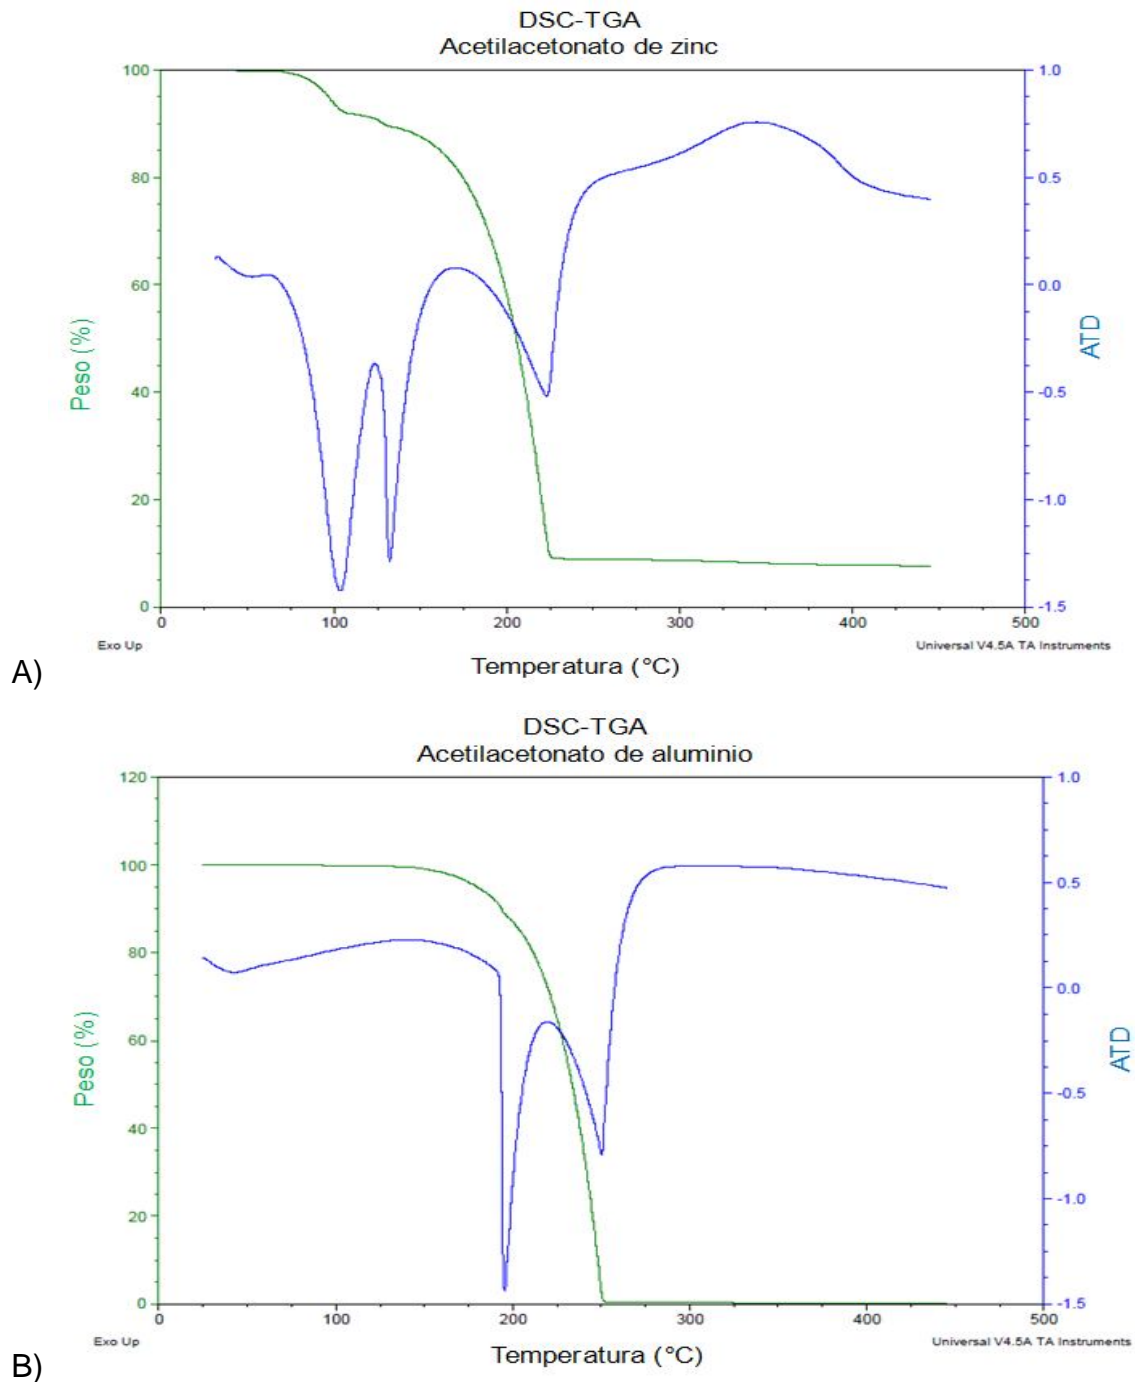 DSC-TGA
Acetilacetonato de zinc
100
80
60
40
20
0
Peso (%)
1.0
0.5
0.0
-0.5
-1.0
-1.5
ATD
0
100
200
300
400
500
Exo Up
Temperatura (°C)
Universal V4.5A TA Instruments
A)
DSC-TGA
Acetilacetonato de aluminio
120
100
80
60
40
20
0
Peso (%)
1.0
0.5
0.0
-0.5
-1.0
-1.5
ATD
0
100
200
300
400
500
Exo Up
Temperatura (°C)
Universal V4.5A TA Instruments
B)